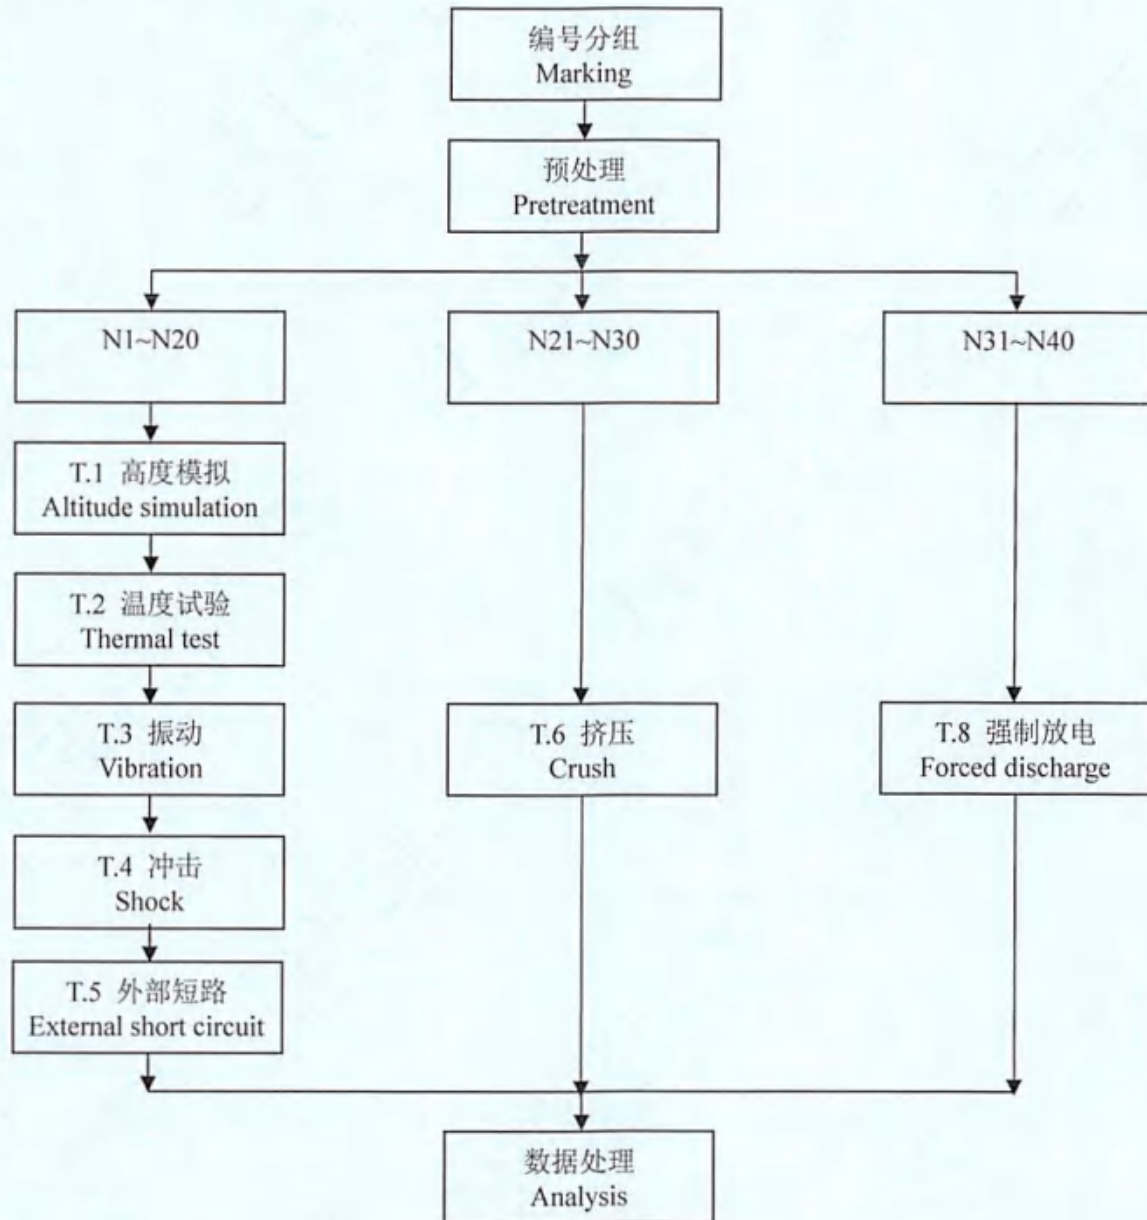 编号分组
Marking
预处理
Pretreatment
N1~N20
N21~N30
N31~N40
T.1 高度模拟
Altitude simulation
T.2 温度试验
Thermal test
T.3 振动
Vibration
T.6 挤压
Crush
T.8 强制放电
Forced discharge
T.4 冲击
Shock
T.5 外部短路
External short circuit
数据处理
Analysis